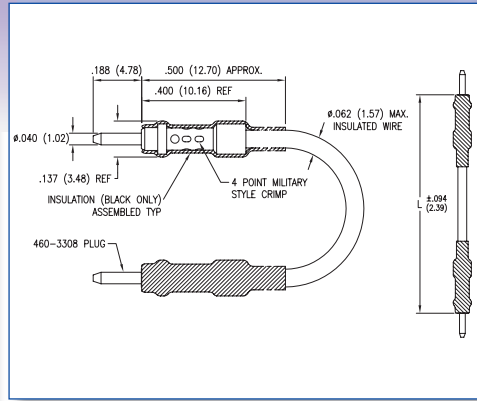 .188 (4.78)
.500 (12.70) APPROX.
.400 (10.16) REF
ø.040 (1.02)
ø.062 (1.57) MAX.
INSULATED WIRE
.137 (3.48) REF
INSULATION (BLACK ONLY)
ASSEMBLED TYP
4 POINT MILITARY
STYLE CRIMP
L ±.094
(2.39)
460-3308 PLUG